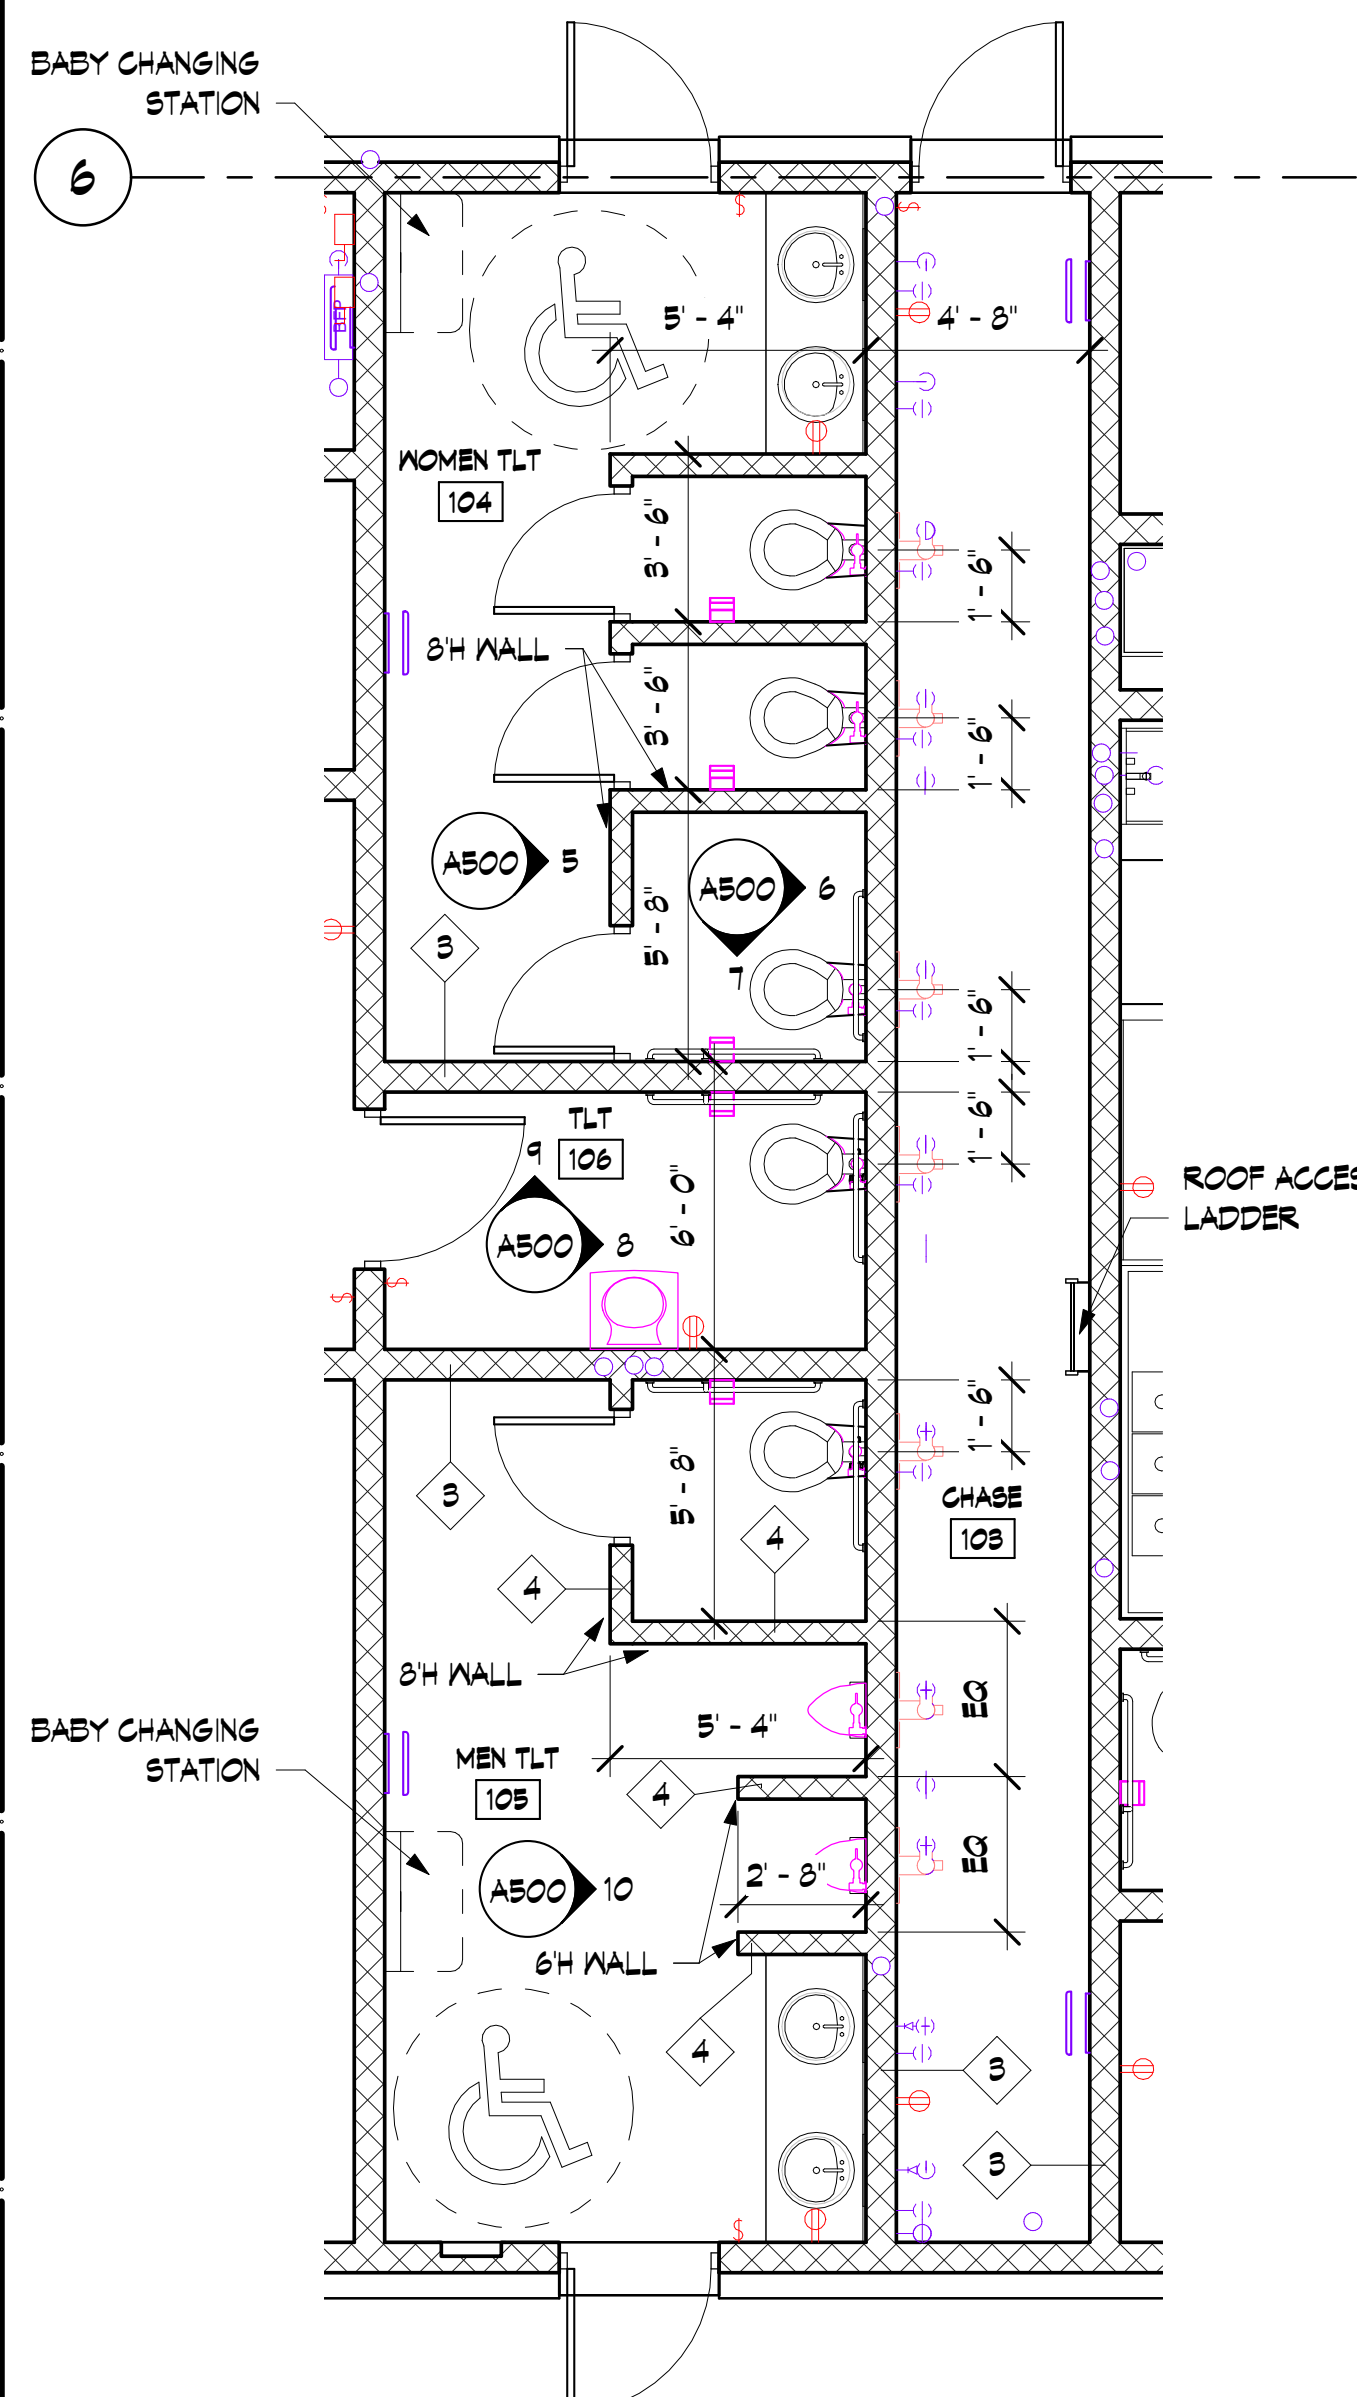 BABY CHANGING
STATION
6
$
$
$
BFP
5' - 4"
4' - 8"
WOMEN TLT
104
3' - 6"
1' - 6"
8'H WALL
3' - 6"
1' - 6"
A500
5
A500
6
7
5' - 8"
3
1' - 6"
TLT
106
9
1' - 6"
6' - 0"
A500
8
ROOF ACCES
LADDER
$
$
1' - 6"
5' - 8"
3
CHASE
103
4
4
8'H WALL
EQ
5' - 4"
BABY CHANGING
STATION
MEN TLT
105
4
EQ
2' - 8"
A500
10
6'H WALL
4
3
3
$